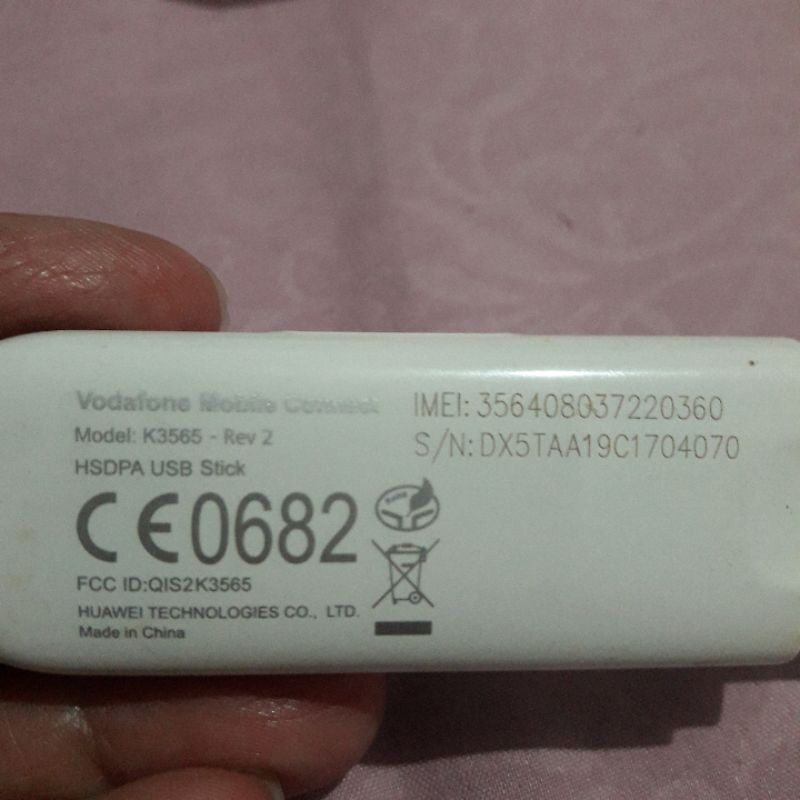 Vodafone Mobile Connect
Model: K3565 - Rev 2
HSDPA USB Stick
CE0682
FCC ID:QIS2K3565
HUAWEI TECHNOLOGIES CO., LTD.
Made in China
IMEI: 356408037220360
S/N: DX5TAA19C1704070